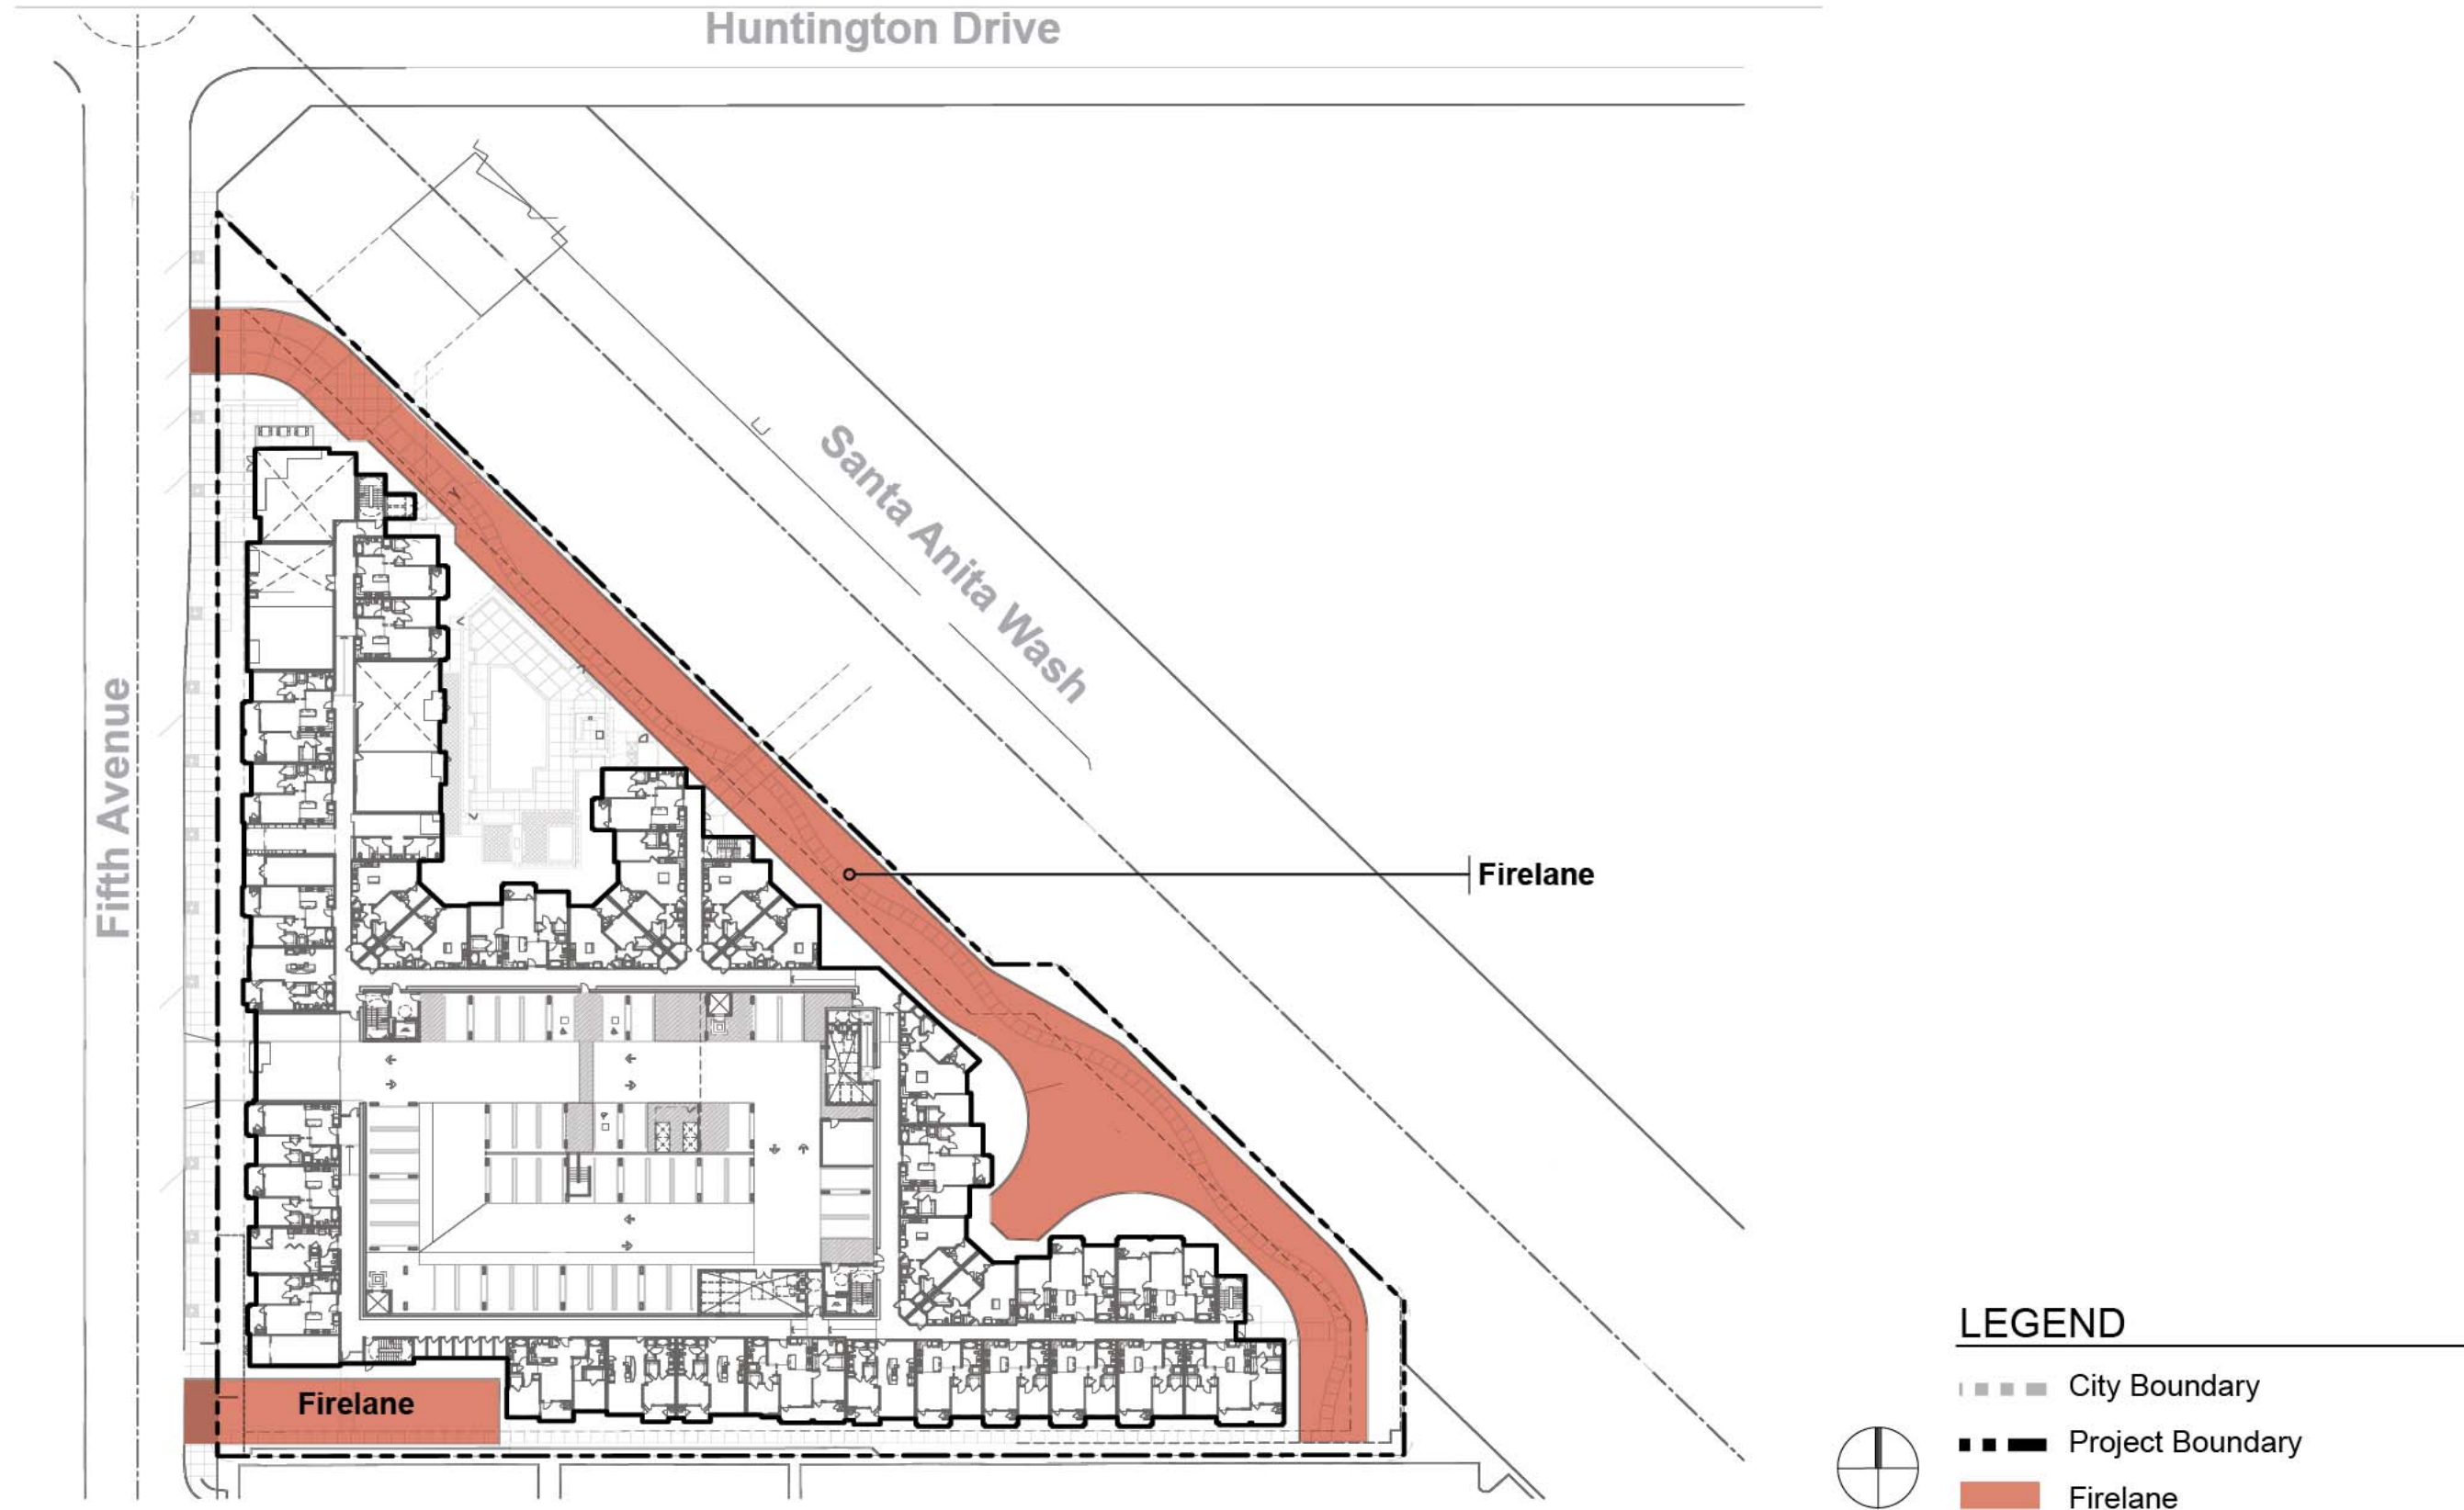 Huntington Drive
Santa Anita Wash
Fifth Avenue
Firelane
Firelane
LEGEND
City Boundary
Project Boundary
Firelane